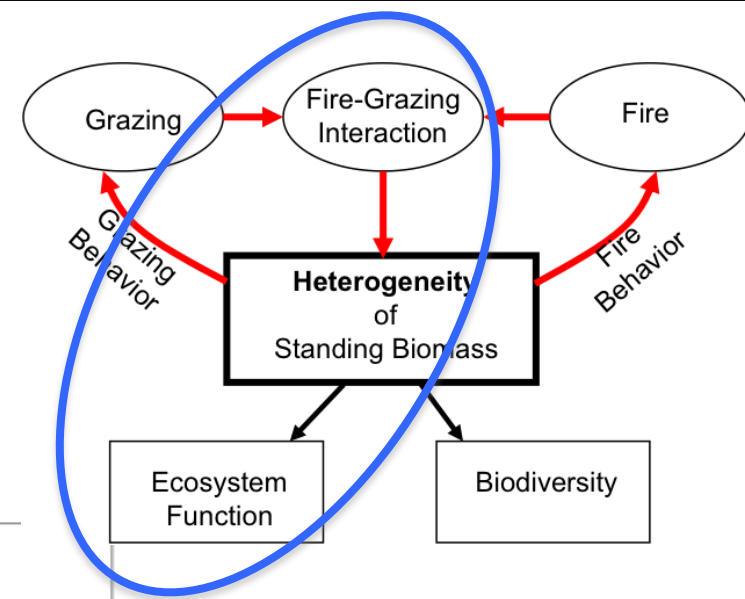 Grazing
Fire-Grazing
Interaction
Fire
Grazing
Behavior
Fire
Behavior
Heterogeneity
of
Standing Biomass
Ecosystem
Function
Biodiversity